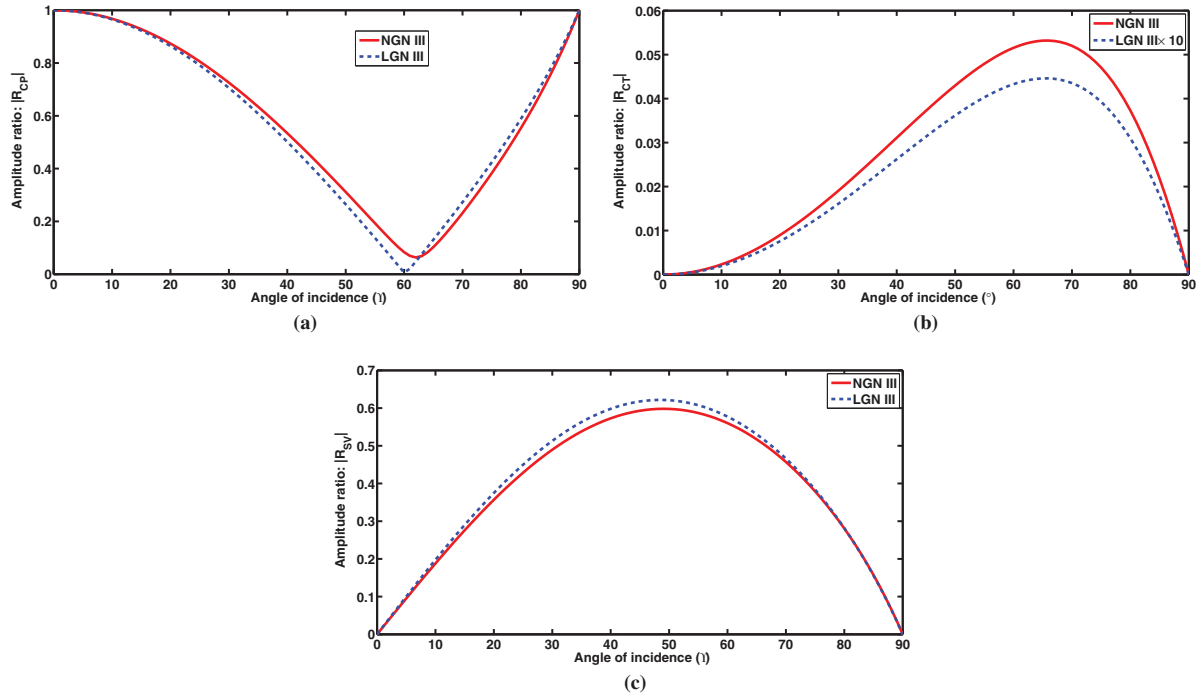 1
0.8
0.6
0.4
0.2
0
Amplitude ratio: |R_CP|
NGN III
LGN III
0 10 20 30 40 50 60 70 80 90
Angle of incidence (℩)
(a)
0.06
0.05
0.04
0.03
0.02
0.01
0
Amplitude ratio: |R_CT|
NGN III
LGN III× 10
0 10 20 30 40 50 60 70 80 90
Angle of incidence (°)
(b)
0.7
0.6
0.5
0.4
0.3
0.2
0.1
0
Amplitude ratio: |R_SV|
NGN III
LGN III
0 10 20 30 40 50 60 70 80 90
Angle of incidence (℩)
(c)